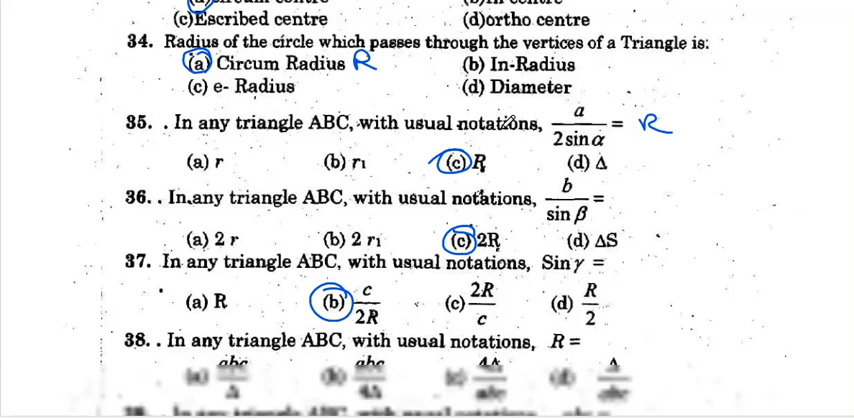 (c)Escribed centre (d)ortho centre
34. Radius of the circle which passes through the vertices of a Triangle is:
(a) Circum Radius R (b) In-Radius
(c) e- Radius (d) Diameter
35. . In any triangle ABC, with usual notations, a / 2 sin α = R
(a) r (b) r₁ (c) R (d) Δ
36. . In any triangle ABC, with usual notations, b / sin β =
(a) 2 r (b) 2 r₁ (c) 2R (d) ΔS
37. In any triangle ABC, with usual notations, Sin γ =
(a) R (b) c / 2R (c) 2R / c (d) R / 2
38. . In any triangle ABC, with usual notations, R =